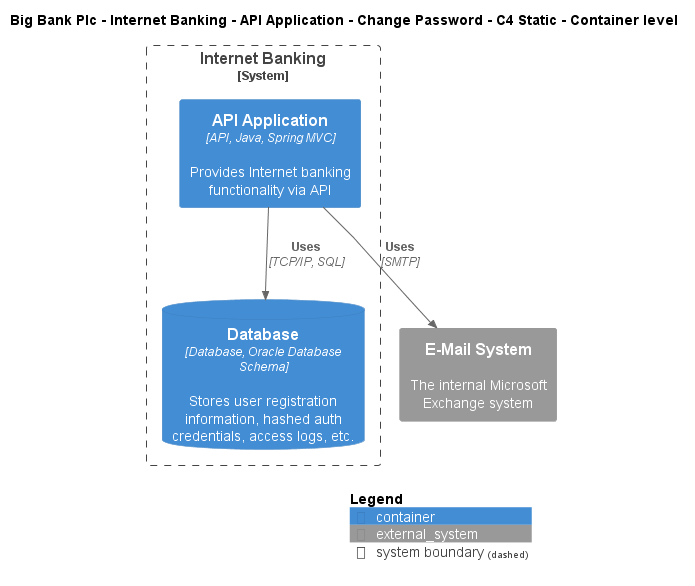 Big Bank Plc - Internet Banking - API Application - Change Password - C4 Static - Container level
Internet Banking
[System]
API Application
[API, Java, Spring MVC]
Provides Internet banking
functionality via API
Uses
[TCP/IP, SQL]
Uses
[SMTP]
Database
[Database, Oracle Database
Schema]
Stores user registration
information, hashed auth
credentials, access logs, etc.
E-Mail System
The internal Microsoft
Exchange system
Legend
container
external_system
system boundary (dashed)